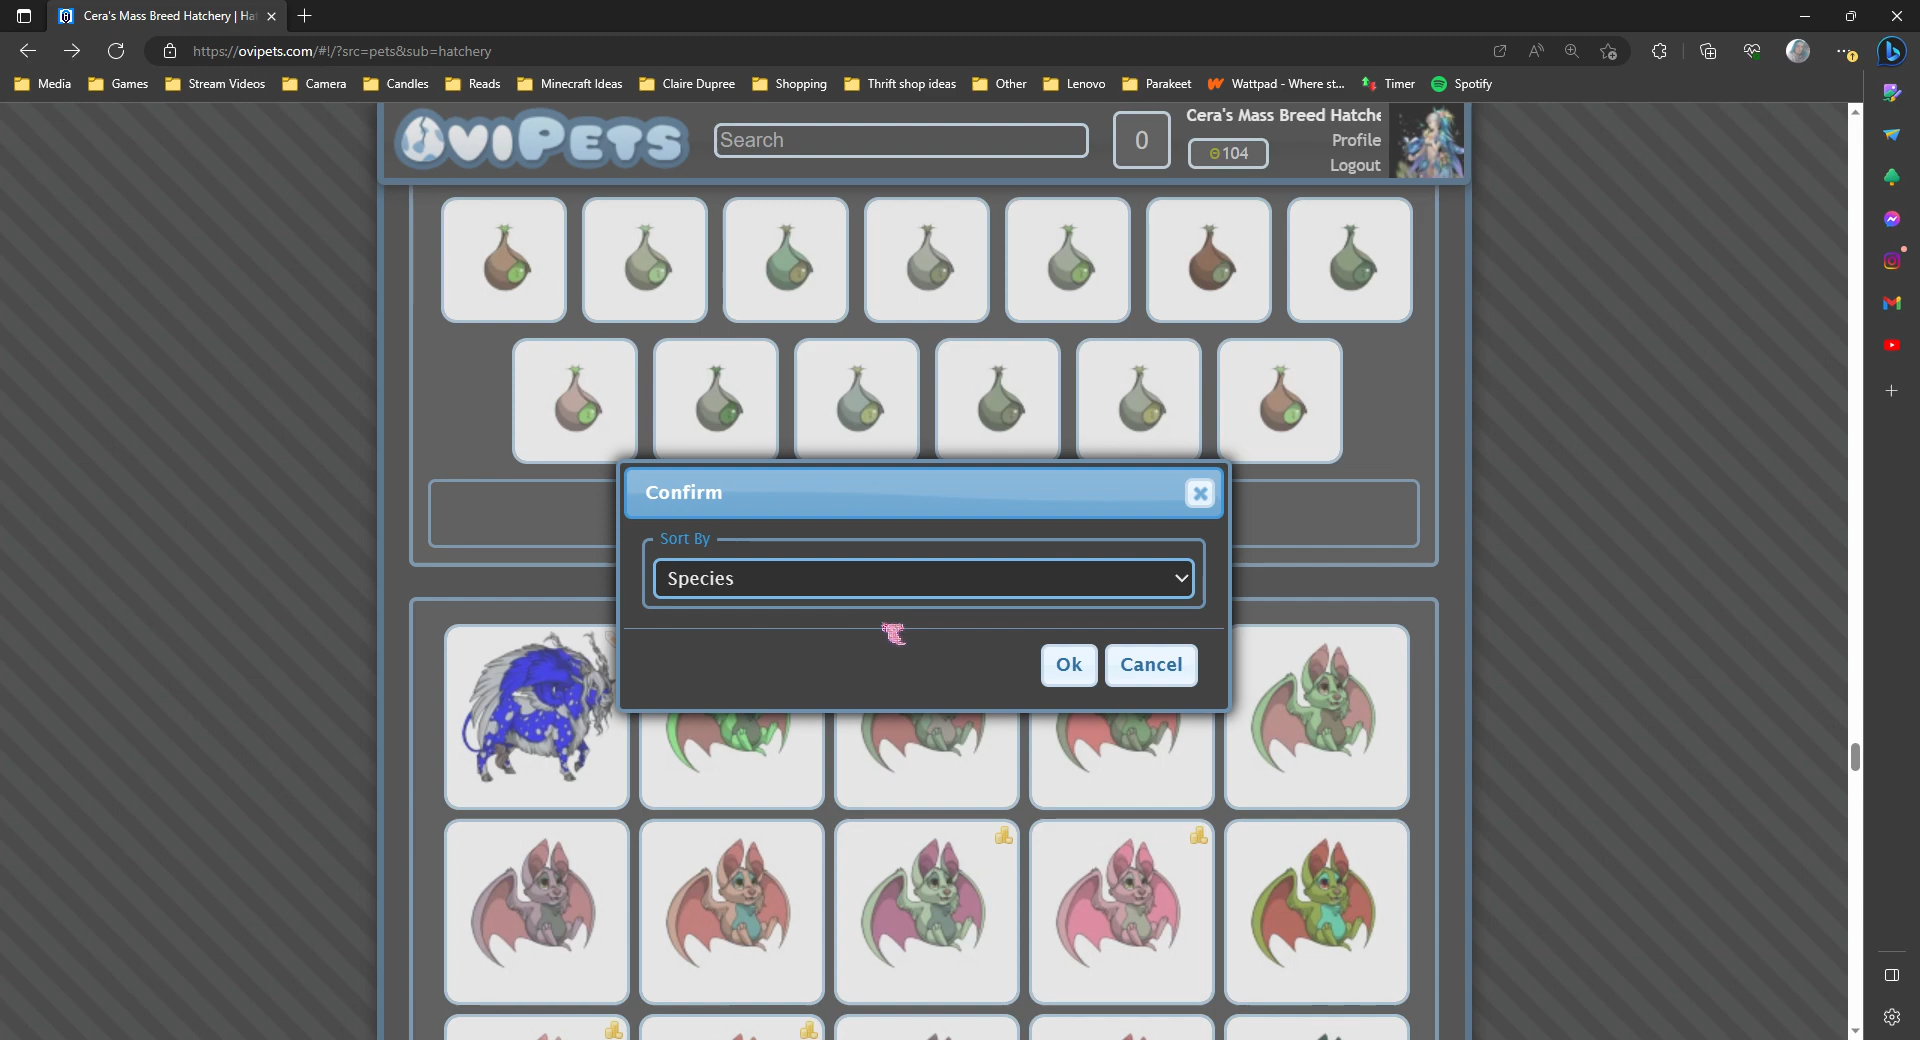 Cera's Mass Breed Hatchery | Ha
https://ovipets.com/#!/?src=pets&sub=hatchery
Media
Games
Stream Videos
Camera
Candles
Reads
Minecraft Ideas
Claire Dupree
Shopping
Thrift shop ideas
Other
Lenovo
Parakeet
Wattpad - Where st...
Timer
Spotify
OviPets
Search
0
Cera's Mass Breed Hatche
104
Profile
Logout
Confirm
Sort By
Species
Ok
Cancel